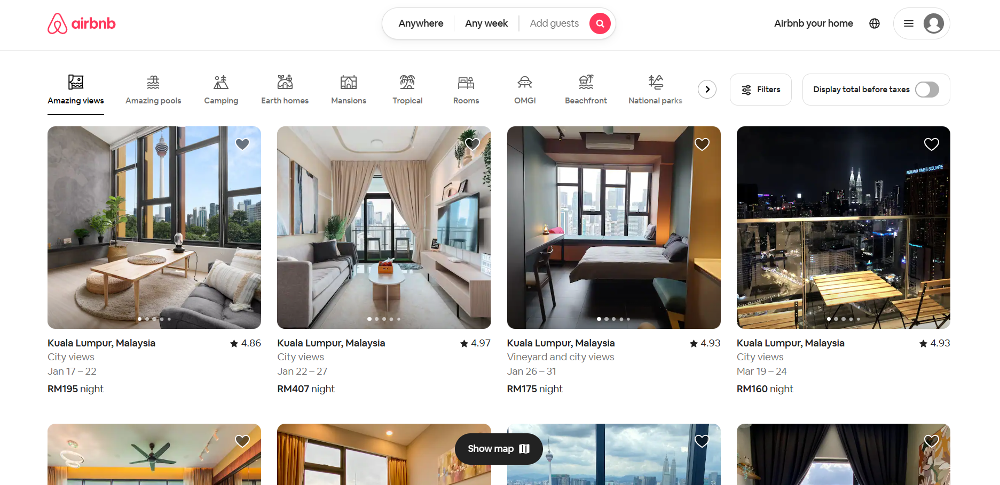 airbnb
Anywhere
Any week
Add guests
Airbnb your home
Amazing views
Amazing pools
Camping
Earth homes
Mansions
Tropical
Rooms
OMG!
Beachfront
National parks
Filters
Display total before taxes
BERJAYA TIMES SQUARE
Kuala Lumpur, Malaysia
4.86
City views
Jan 17 – 22
RM195 night
Kuala Lumpur, Malaysia
4.97
City views
Jan 22 – 27
RM407 night
Kuala Lumpur, Malaysia
4.93
Vineyard and city views
Jan 26 – 31
RM175 night
Kuala Lumpur, Malaysia
4.93
City views
Mar 19 – 24
RM160 night
Show map